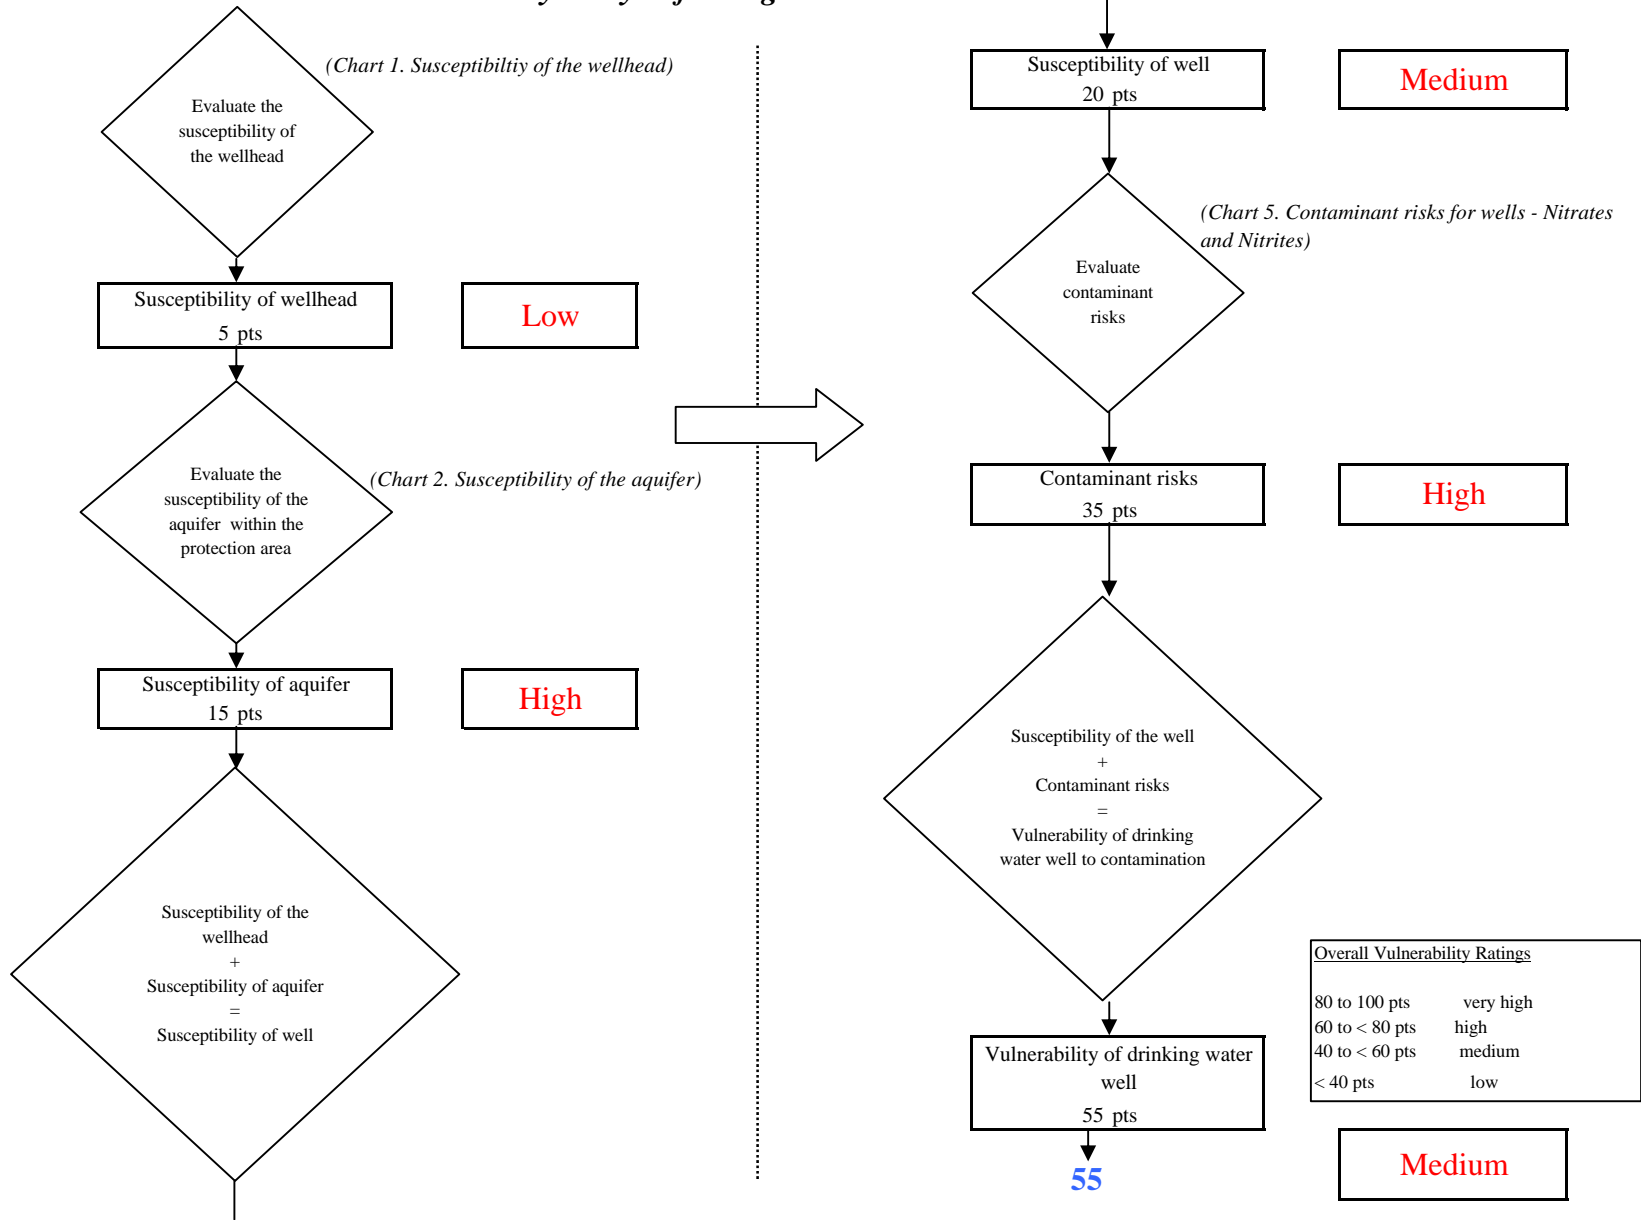 (Chart 1. Susceptibiltiy of the wellhead)
Evaluate the
susceptibility of
the wellhead
Susceptibility of wellhead
5 pts
Low
Evaluate the
susceptibility of the
aquifer within the
protection area
(Chart 2. Susceptibility of the aquifer)
Susceptibility of aquifer
15 pts
High
Susceptibility of the
wellhead
+
Susceptibility of aquifer
=
Susceptibility of well
Susceptibility of well
20 pts
Medium
(Chart 5. Contaminant risks for wells - Nitrates
and Nitrites)
Evaluate
contaminant
risks
Contaminant risks
35 pts
High
Susceptibility of the well
+
Contaminant risks
=
Vulnerability of drinking
water well to contamination
Overall Vulnerability Ratings
80 to 100 pts very high
60 to < 80 pts high
40 to < 60 pts medium
< 40 pts low
Vulnerability of drinking water
well
55 pts
55
Medium